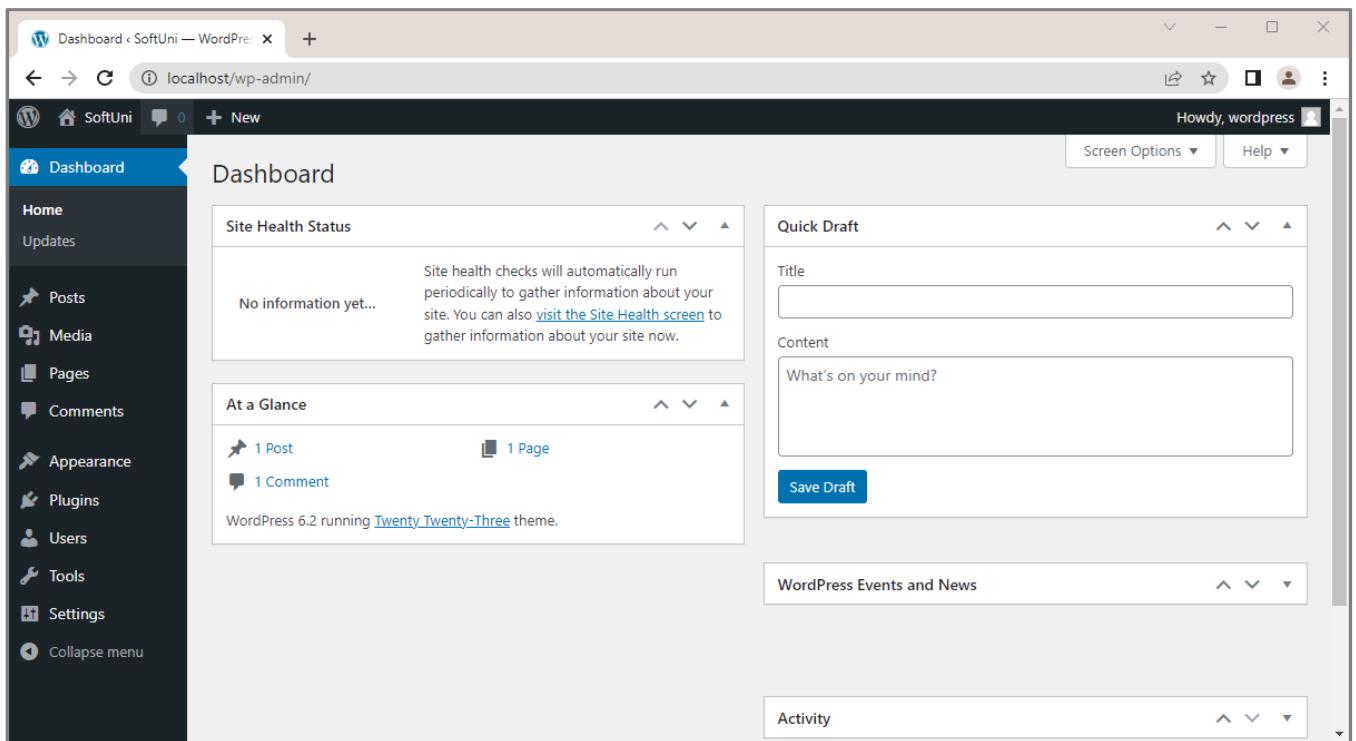 Dashboard ‹ SoftUni — WordPre
localhost/wp-admin/
SoftUni 0 New Howdy, wordpress
Screen Options Help
Dashboard
Home
Updates
Posts
Media
Pages
Comments
Appearance
Plugins
Users
Tools
Settings
Collapse menu
Dashboard
Site Health Status
No information yet...
Site health checks will automatically run
periodically to gather information about your
site. You can also visit the Site Health screen to
gather information about your site now.
At a Glance
1 Post
1 Page
1 Comment
WordPress 6.2 running Twenty Twenty-Three theme.
Quick Draft
Title
Content
What's on your mind?
Save Draft
WordPress Events and News
Activity